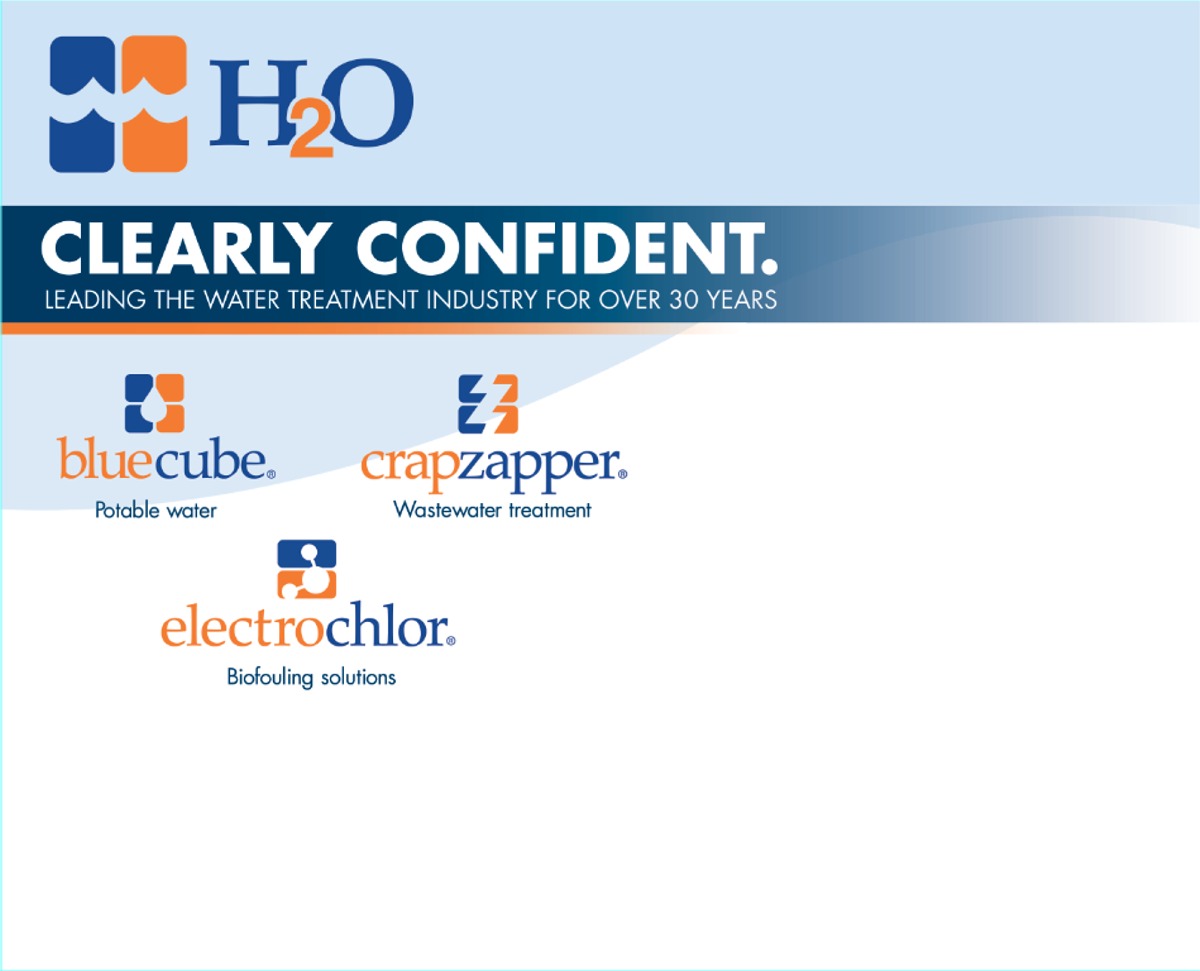 H2O
CLEARLY CONFIDENT.
LEADING THE WATER TREATMENT INDUSTRY FOR OVER 30 YEARS
bluecube®
Potable water
crapzapper®
Wastewater treatment
electrochlor®
Biofouling solutions